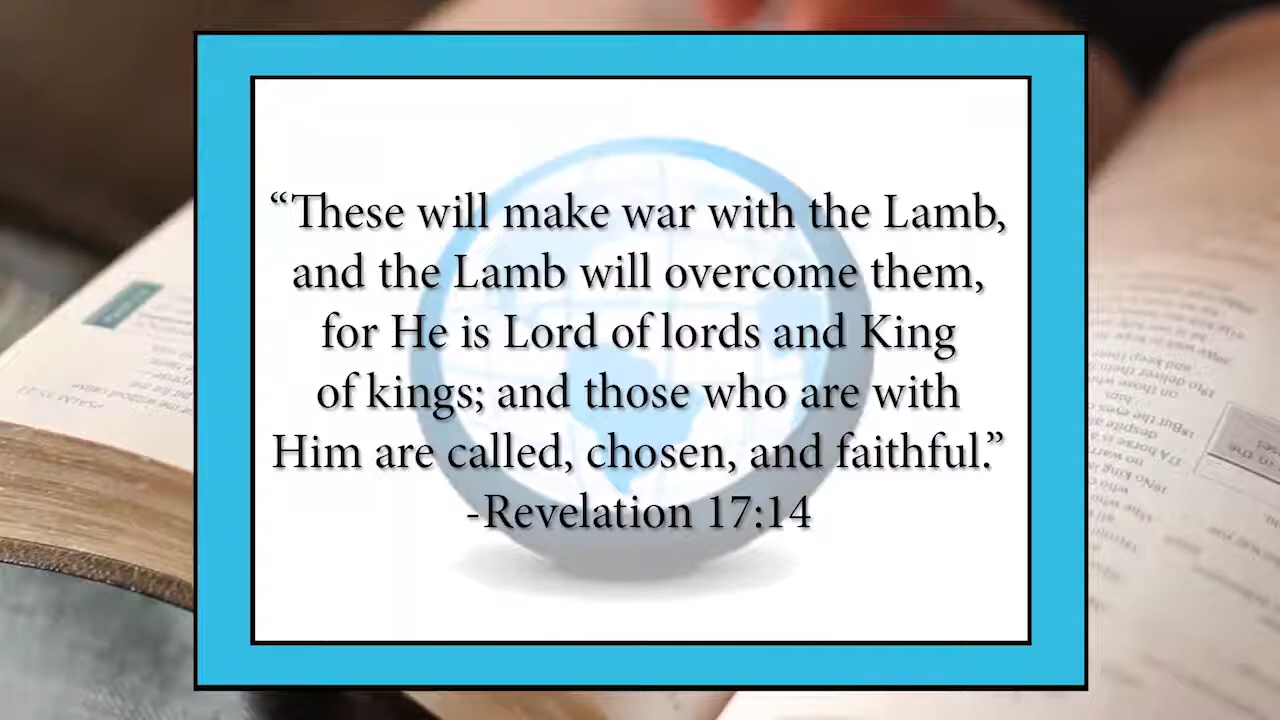 “These will make war with the Lamb,
and the Lamb will overcome them,
for He is Lord of lords and King
of kings; and those who are with
Him are called, chosen, and faithful.”
-Revelation 17:14